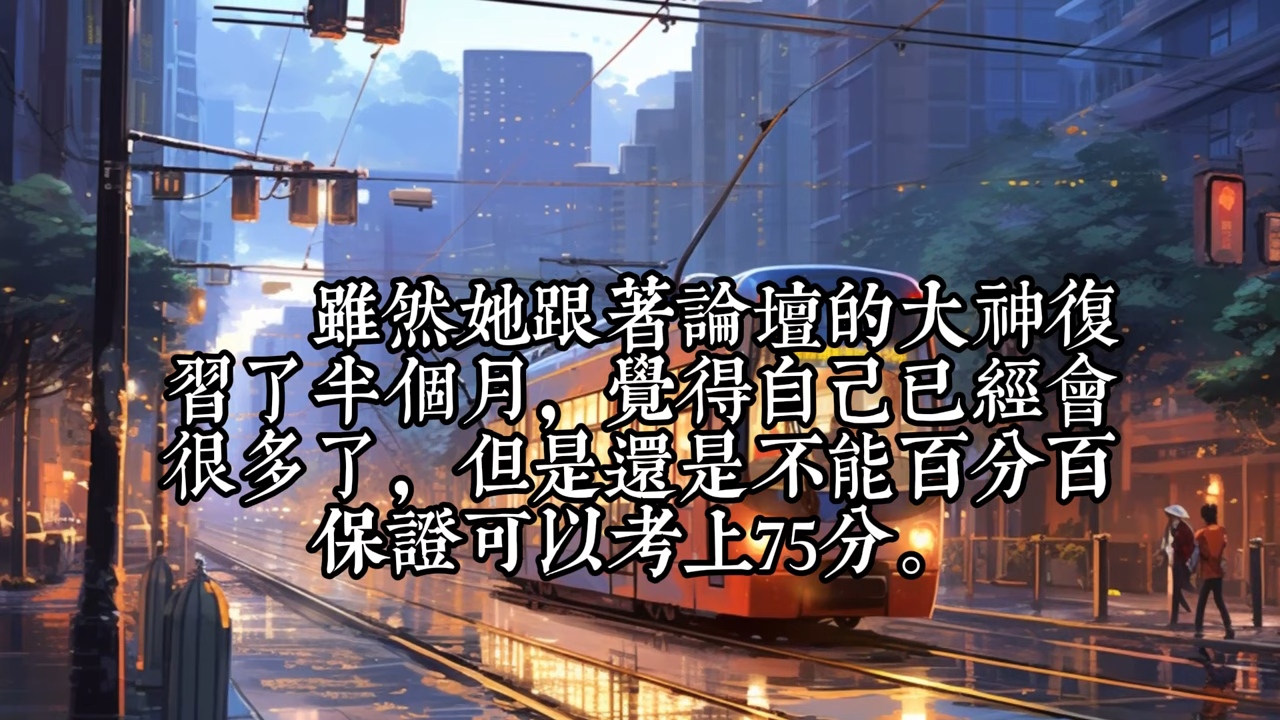 雖然她跟著論壇的大神復
習了半個月，覺得自己已經會
很多了，但是還是不能百分百
保證可以考上75分。